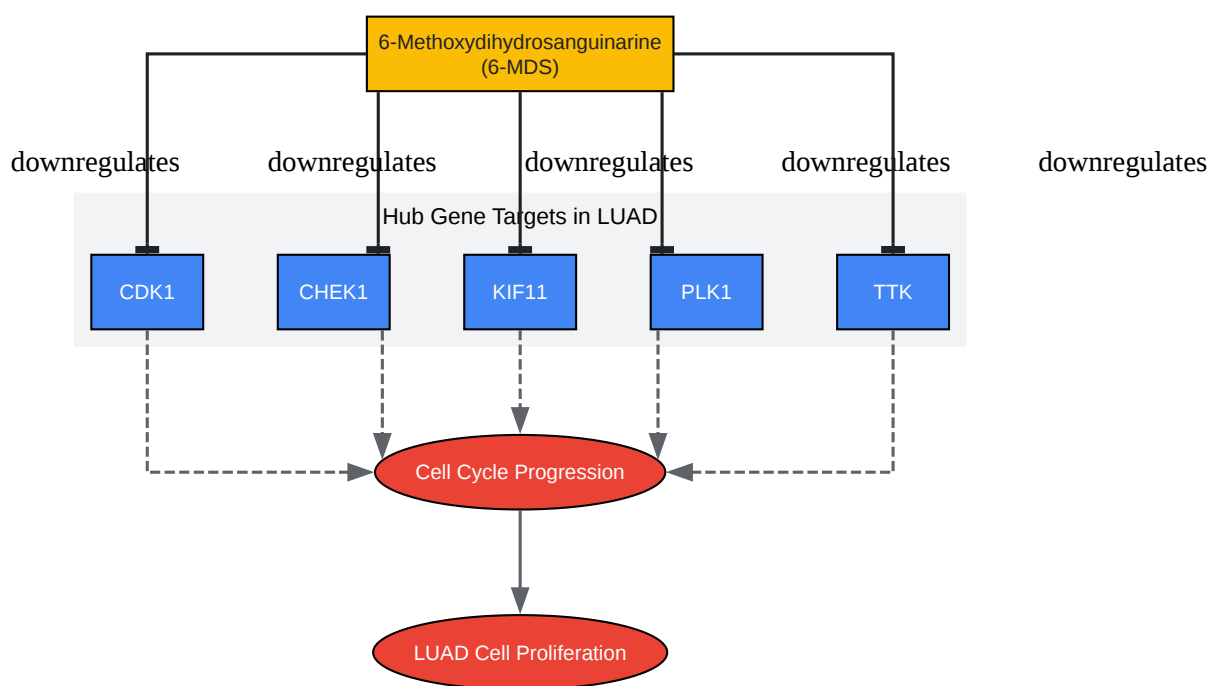 6-Methoxydihydrosanguinarine
(6-MDS)
downregulates downregulates downregulates downregulates downregulates
Hub Gene Targets in LUAD
CDK1 CHEK1 KIF11 PLK1 TTK
Cell Cycle Progression
LUAD Cell Proliferation